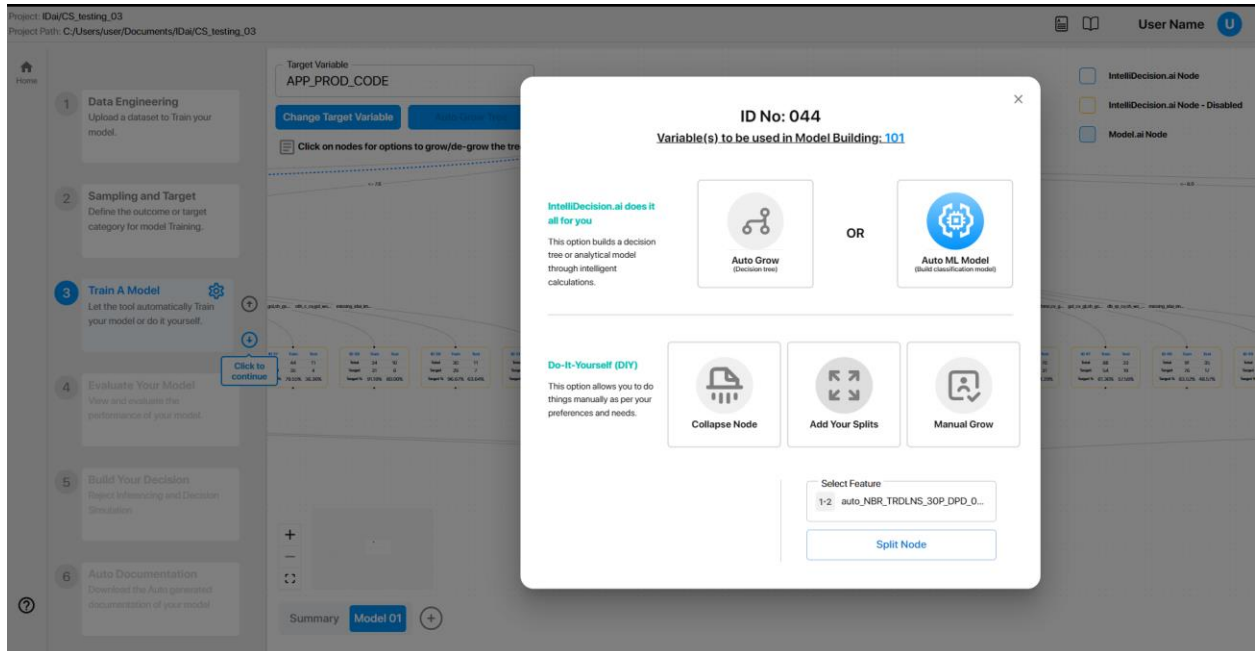 Project: IDai/CS_testing_03
Project Path: C:/Users/user/Documents/IDai/CS_testing_03
User Name
U
Home
1
Data Engineering
Upload a dataset to Train your
model.
2
Sampling and Target
Define the outcome or target
category for model Training.
3
Train A Model
Let the tool automatically Train
your model or do it yourself.
Click to
continue
4
Evaluate Your Model
View and evaluate the
performance of your model.
5
Build Your Decision
Reject Inferencing and Decision
Simulation
6
Auto Documentation
Download the Auto generated
documentation of your model
Target Variable
APP_PROD_CODE
Change Target Variable
Click on nodes for options to grow/de-grow the tre
IntelliDecision.ai Node
IntelliDecision.ai Node - Disabled
Model.ai Node
ID No: 044
Variable(s) to be used in Model Building: 101
IntelliDecision.ai does it
all for you
This option builds a decision
tree or analytical model
through intelligent
calculations.
Auto Grow
(Decision tree)
OR
Auto ML Model
(Build classification model)
Do-It-Yourself (DIY)
This option allows you to do
things manually as per your
preferences and needs.
Collapse Node
Add Your Splits
Manual Grow
Select Feature
1-2 auto_NBR_TRDLNS_30P_DPD_0...
Split Node
Summary
Model 01